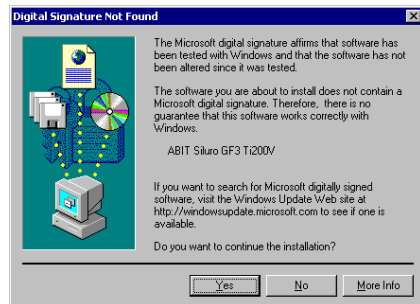 Digital Signature Not Found
The Microsoft digital signature affirms that software has
been tested with Windows and that the software has not
been altered since it was tested.
The software you are about to install does not contain a
Microsoft digital signature. Therefore, there is no
guarantee that this software works correctly with
Windows.
ABIT Siluro GF3 Ti200V
If you want to search for Microsoft digitally signed
software, visit the Windows Update Web site at
http://windowsupdate.microsoft.com to see if one is
available.
Do you want to continue the installation?
Yes No More Info